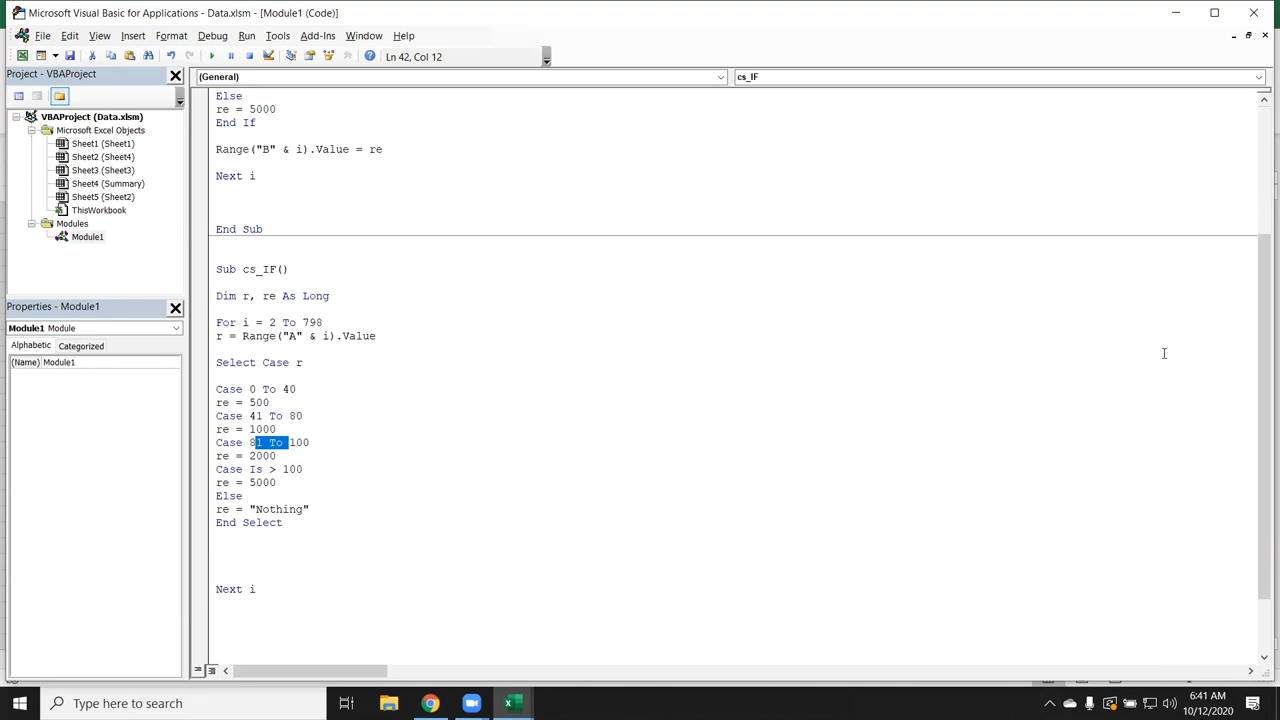 Microsoft Visual Basic for Applications - Data.xlsm - [Module1 (Code)]
File Edit View Insert Format Debug Run Tools Add-Ins Window Help
Ln 42, Col 12
Project - VBAProject
(General)
cs_IF
VBAProject (Data.xlsm)
Microsoft Excel Objects
Sheet1 (Sheet1)
Sheet2 (Sheet4)
Sheet3 (Sheet3)
Sheet4 (Summary)
Sheet5 (Sheet2)
ThisWorkbook
Modules
Module1
Properties - Module1
Module1 Module
Alphabetic Categorized
(Name) Module1
Else
re = 5000
End If
Range("B" & i).Value = re
Next i
End Sub
Sub cs_IF()
Dim r, re As Long
For i = 2 To 798
r = Range("A" & i).Value
Select Case r
Case 0 To 40
re = 500
Case 41 To 80
re = 1000
Case 81 To 100
re = 2000
Case Is > 100
re = 5000
Else
re = "Nothing"
End Select
Next i
Type here to search
6:41 AM
10/12/2020